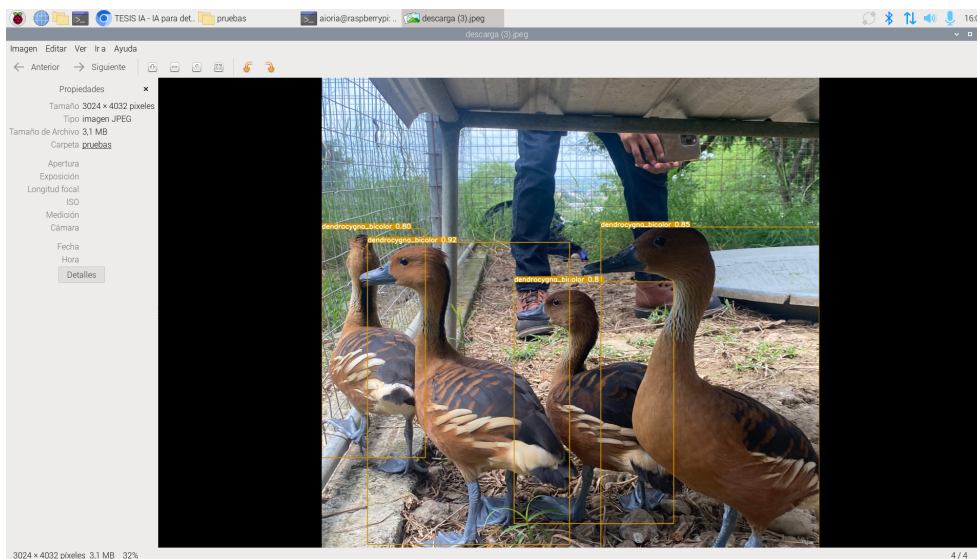 TESIS IA - IA para det..
pruebas
aioria@raspberrypi: ..
descarga (3).jpeg
descarga (3).jpeg
Imagen Editar Ver Ir a Ayuda
Anterior Siguiente
Propiedades
Tamaño 3024 × 4032 píxeles
Tipo imagen JPEG
Tamaño de Archivo 3,1 MB
Carpeta pruebas
Apertura
Exposición
Longitud focal
ISO
Medición
Cámara
Fecha
Hora
Detalles
dendrocygna_bicolor 0.80
dendrocygna_bicolor 0.92
dendrocygna_bicolor 0.85
dendrocygna_bicolor 0.8
3024 × 4032 píxeles 3,1 MB 32%
4 / 4